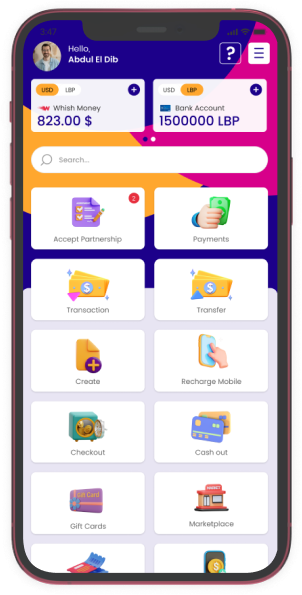 3:47
Hello,
Abdul El Dib
?
USD LBP
Whish Money
823.00 $
USD LBP
Bank Account
1500000 LBP
Search...
2
Accept Partnership
Payments
Transaction
Transfer
Create
Recharge Mobile
Checkout
Cash out
Gift Card
Gift Cards
Marketplace